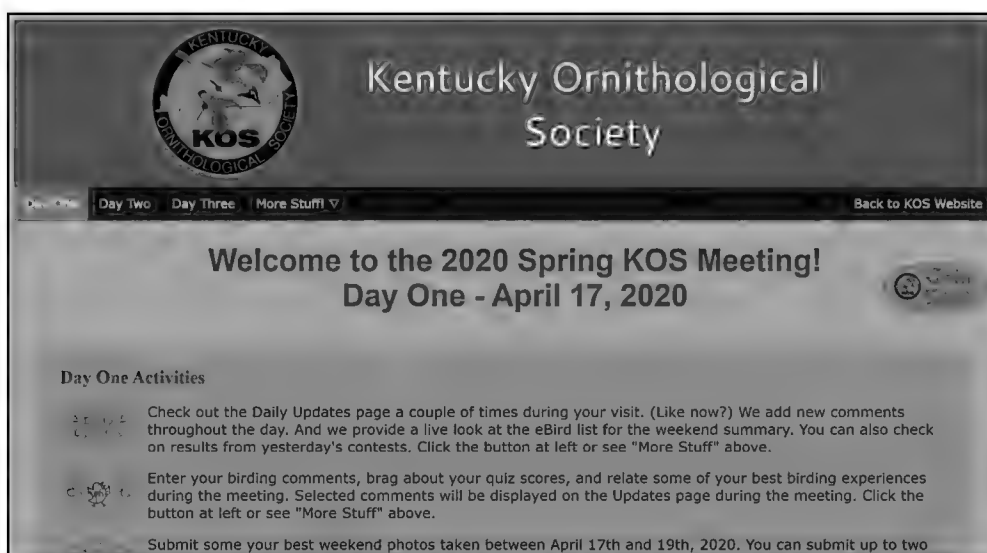 KENTUCKY
KOS
ORNITHOLOGICAL SOCIETY
Kentucky Ornithological
Society
Day Two Day Three More Stuff! ▽ Back to KOS Website
Welcome to the 2020 Spring KOS Meeting!
Day One - April 17, 2020
Day One Activities
Check out the Daily Updates page a couple of times during your visit. (Like now?) We add new comments
throughout the day. And we provide a live look at the eBird list for the weekend summary. You can also check
on results from yesterday's contests. Click the button at left or see "More Stuff" above.
Enter your birding comments, brag about your quiz scores, and relate some of your best birding experiences
during the meeting. Selected comments will be displayed on the Updates page during the meeting. Click the
button at left or see "More Stuff" above.
Submit some your best weekend photos taken between April 17th and 19th, 2020. You can submit up to two